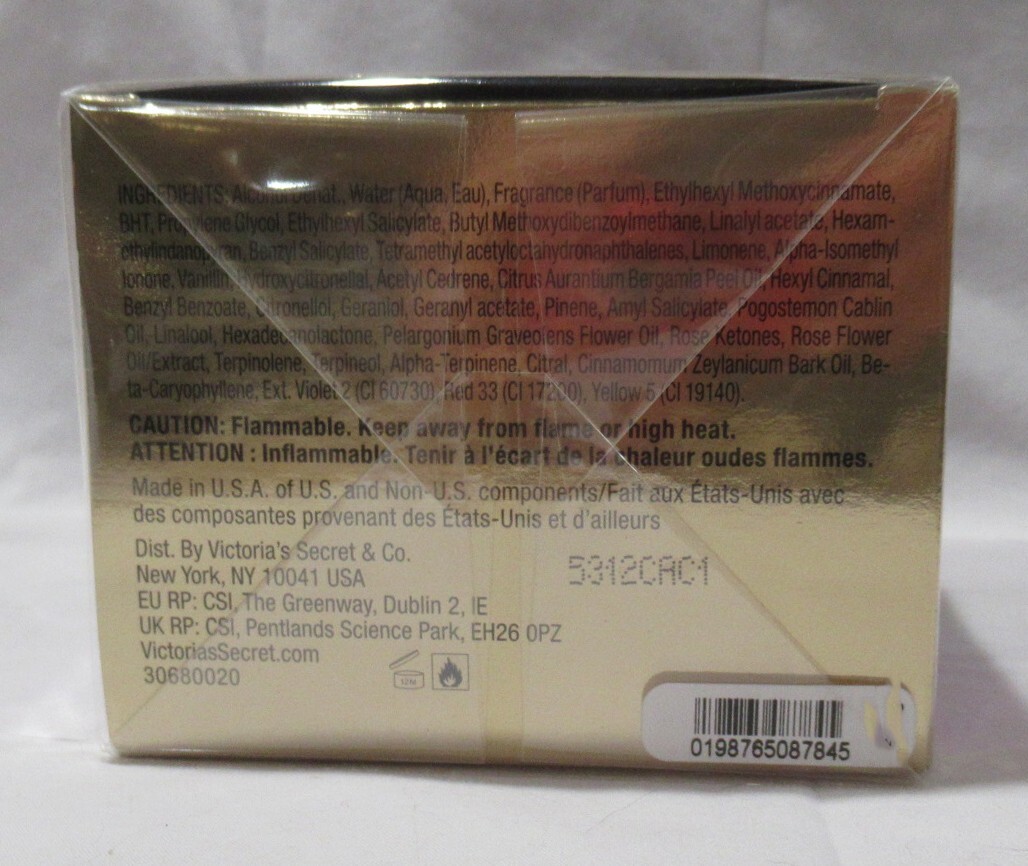 INGREDIENTS: Alcohol Denat., Water (Aqua, Eau), Fragrance (Parfum), Ethylhexyl Methoxycinnamate,
BHT, Propylene Glycol, Ethylhexyl Salicylate, Butyl Methoxydibenzoylmethane, Linalyl acetate, Hexam-
ethylindanopyran, Benzyl Salicylate, Tetramethyl acetyloctahydronaphthalenes, Limonene, Alpha-Isomethyl
Ionone, Vanillin, Hydroxycitronellal, Acetyl Cedrene, Citrus Aurantium Bergamia Peel Oil, Hexyl Cinnamal,
Benzyl Benzoate, Citronellol, Geraniol, Geranyl acetate, Pinene, Amyl Salicylate, Pogostemon Cablin
Oil, Linalool, Hexadecanolactone, Pelargonium Graveolens Flower Oil, Rose Ketones, Rose Flower
Oil/Extract, Terpinolene, Terpineol, Alpha-Terpinene, Citral, Cinnamomum Zeylanicum Bark Oil, Be-
ta-Caryophyllene, Ext. Violet 2 (CI 60730), Red 33 (CI 17200), Yellow 5 (CI 19140).
CAUTION: Flammable. Keep away from flame or high heat.
ATTENTION : Inflammable. Tenir à l'écart de la chaleur oudes flammes.
Made in U.S.A. of U.S. and Non-U.S. components/Fait aux États-Unis avec
des composantes provenant des États-Unis et d'ailleurs
Dist. By Victoria's Secret & Co.
New York, NY 10041 USA
EU RP: CSI, The Greenway, Dublin 2, IE
UK RP: CSI, Pentlands Science Park, EH26 0PZ
VictoriasSecret.com
30680020
5312CAC1
12M
0198765087845